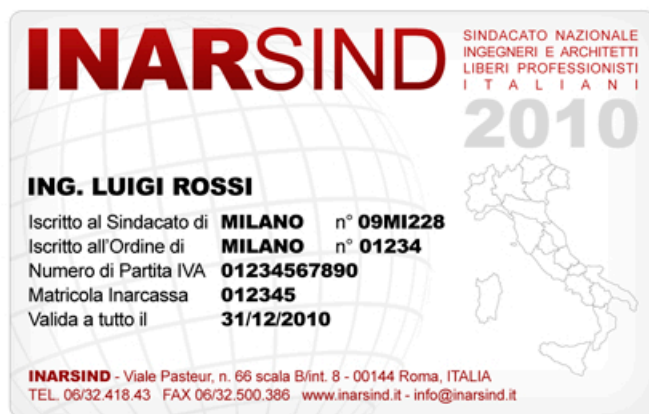 INARSIND
SINDACATO NAZIONALE
INGEGNERI E ARCHITETTI
LIBERI PROFESSIONISTI
ITALIANI
2010
ING. LUIGI ROSSI
Iscritto al Sindacato di MILANO n° 09MI228
Iscritto all'Ordine di MILANO n° 01234
Numero di Partita IVA 01234567890
Matricola Inarcassa 012345
Valida a tutto il 31/12/2010
INARSIND - Viale Pasteur, n. 66 scala B/int. 8 - 00144 Roma, ITALIA
TEL. 06/32.418.43 FAX 06/32.500.386 www.inarsind.it - info@inarsind.it